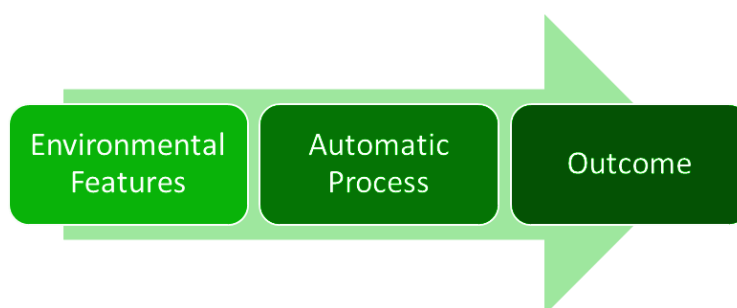 Environmental
Features
Automatic
Process
Outcome